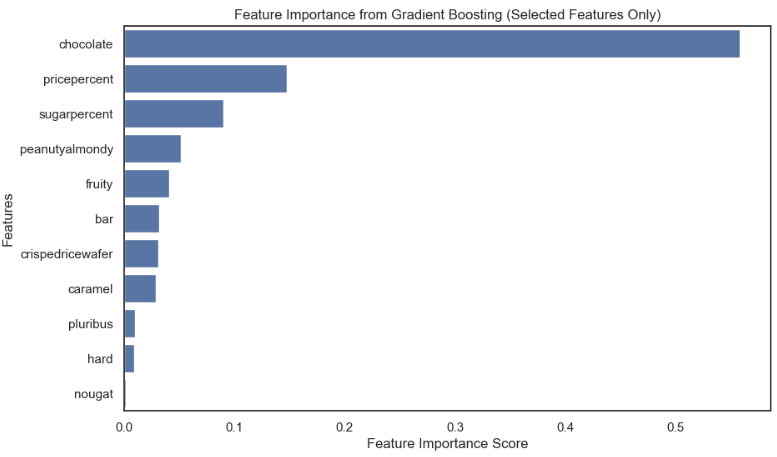 Feature Importance from Gradient Boosting (Selected Features Only)
Features
chocolate
pricepercent
sugarpercent
peanutyalmondy
fruity
bar
crispedricewafer
caramel
pluribus
hard
nougat
0.0 0.1 0.2 0.3 0.4 0.5
Feature Importance Score